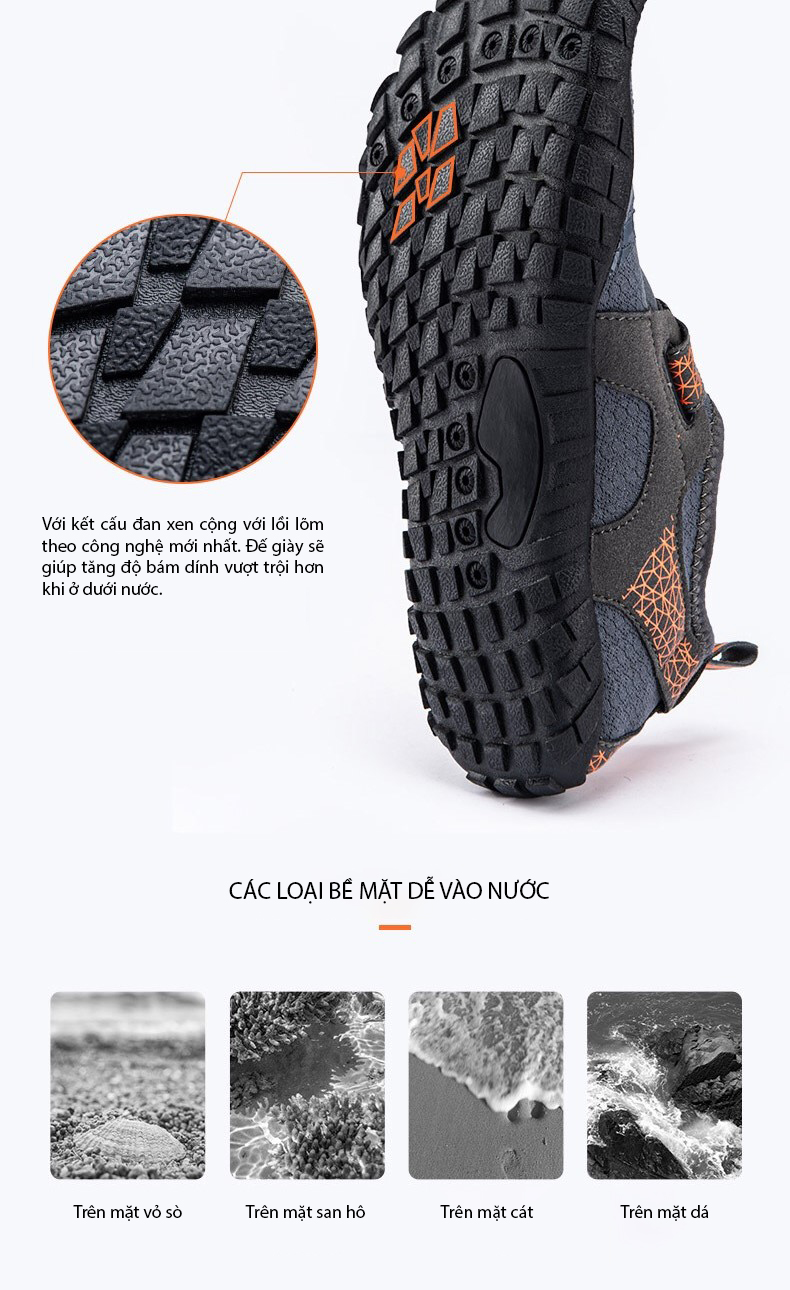 Với kết cấu đan xen cộng với lồi lõm
theo công nghệ mới nhất. Đế giày sẽ
giúp tăng độ bám dính vượt trội hơn
khi ở dưới nước.
CÁC LOẠI BỀ MẶT DỄ VÀO NƯỚC
Trên mặt vỏ sò
Trên mặt san hô
Trên mặt cát
Trên mặt dá